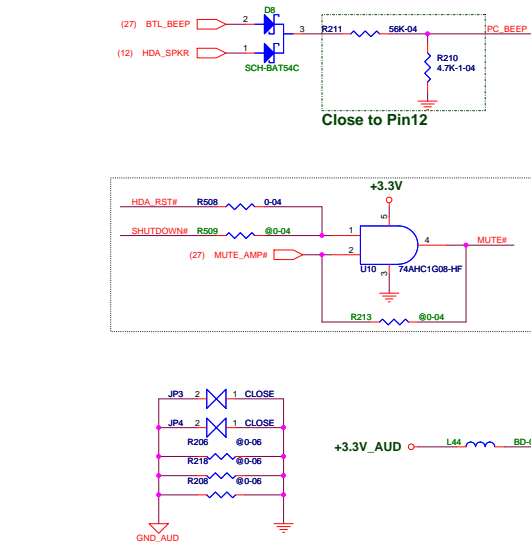 D8
(27) BTL_BEEP 2
3 R211 56K-04 PC_BEEP
(12) HDA_SPKR 1
SCH-BAT54C
R210
4.7K-1-04
Close to Pin12
+3.3V
HDA_RST# R508 0-04
5
SHUTDOWN# R509 @0-04 1
4 MUTE#
(27) MUTE_AMP# 2
U10 74AHC1G08-HF
3
R213 @0-04
JP3 2 1 CLOSE
JP4 2 1 CLOSE
R206 @0-06
+3.3V_AUD L44
R218 @0-06
R208 @0-06
GND_AUD